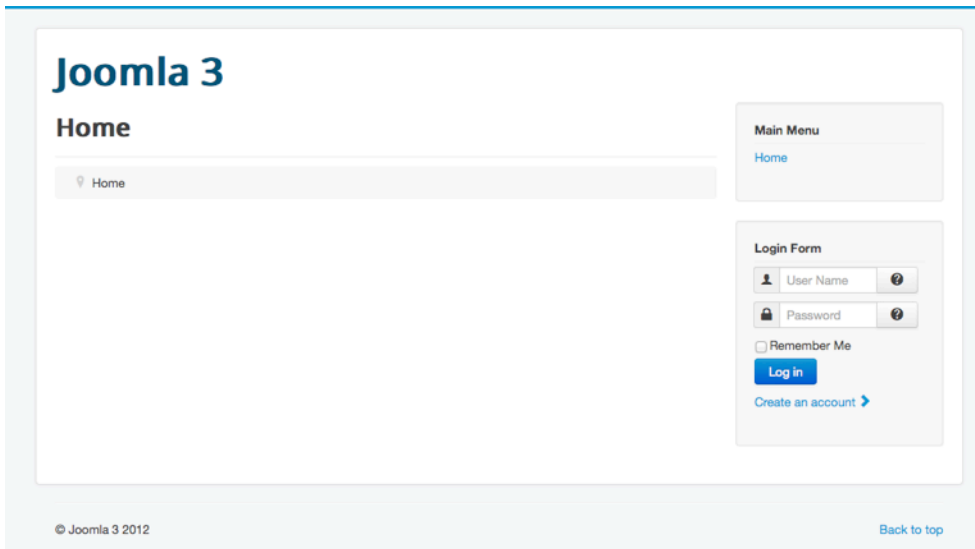 Joomla 3
Home
Home
Main Menu
Home
Login Form
User Name
Password
Remember Me
Log in
Create an account
© Joomla 3 2012
Back to top